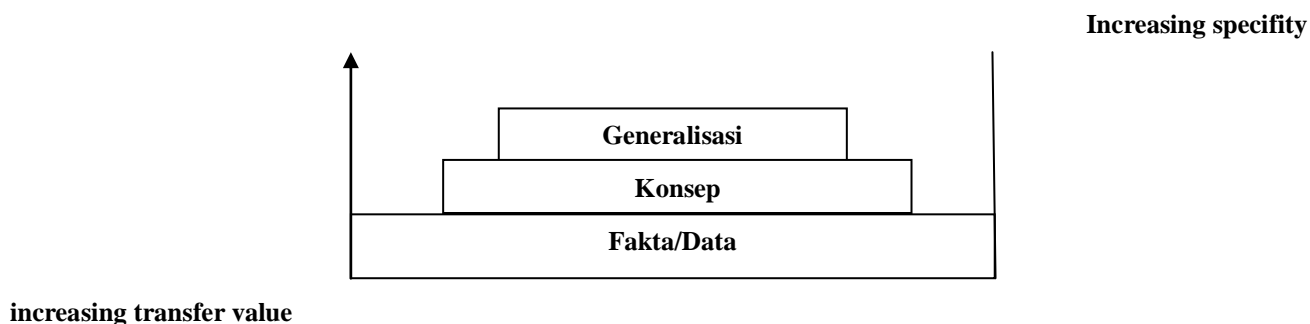 Increasing specifity
Generalisasi
Konsep
Fakta/Data
increasing transfer value